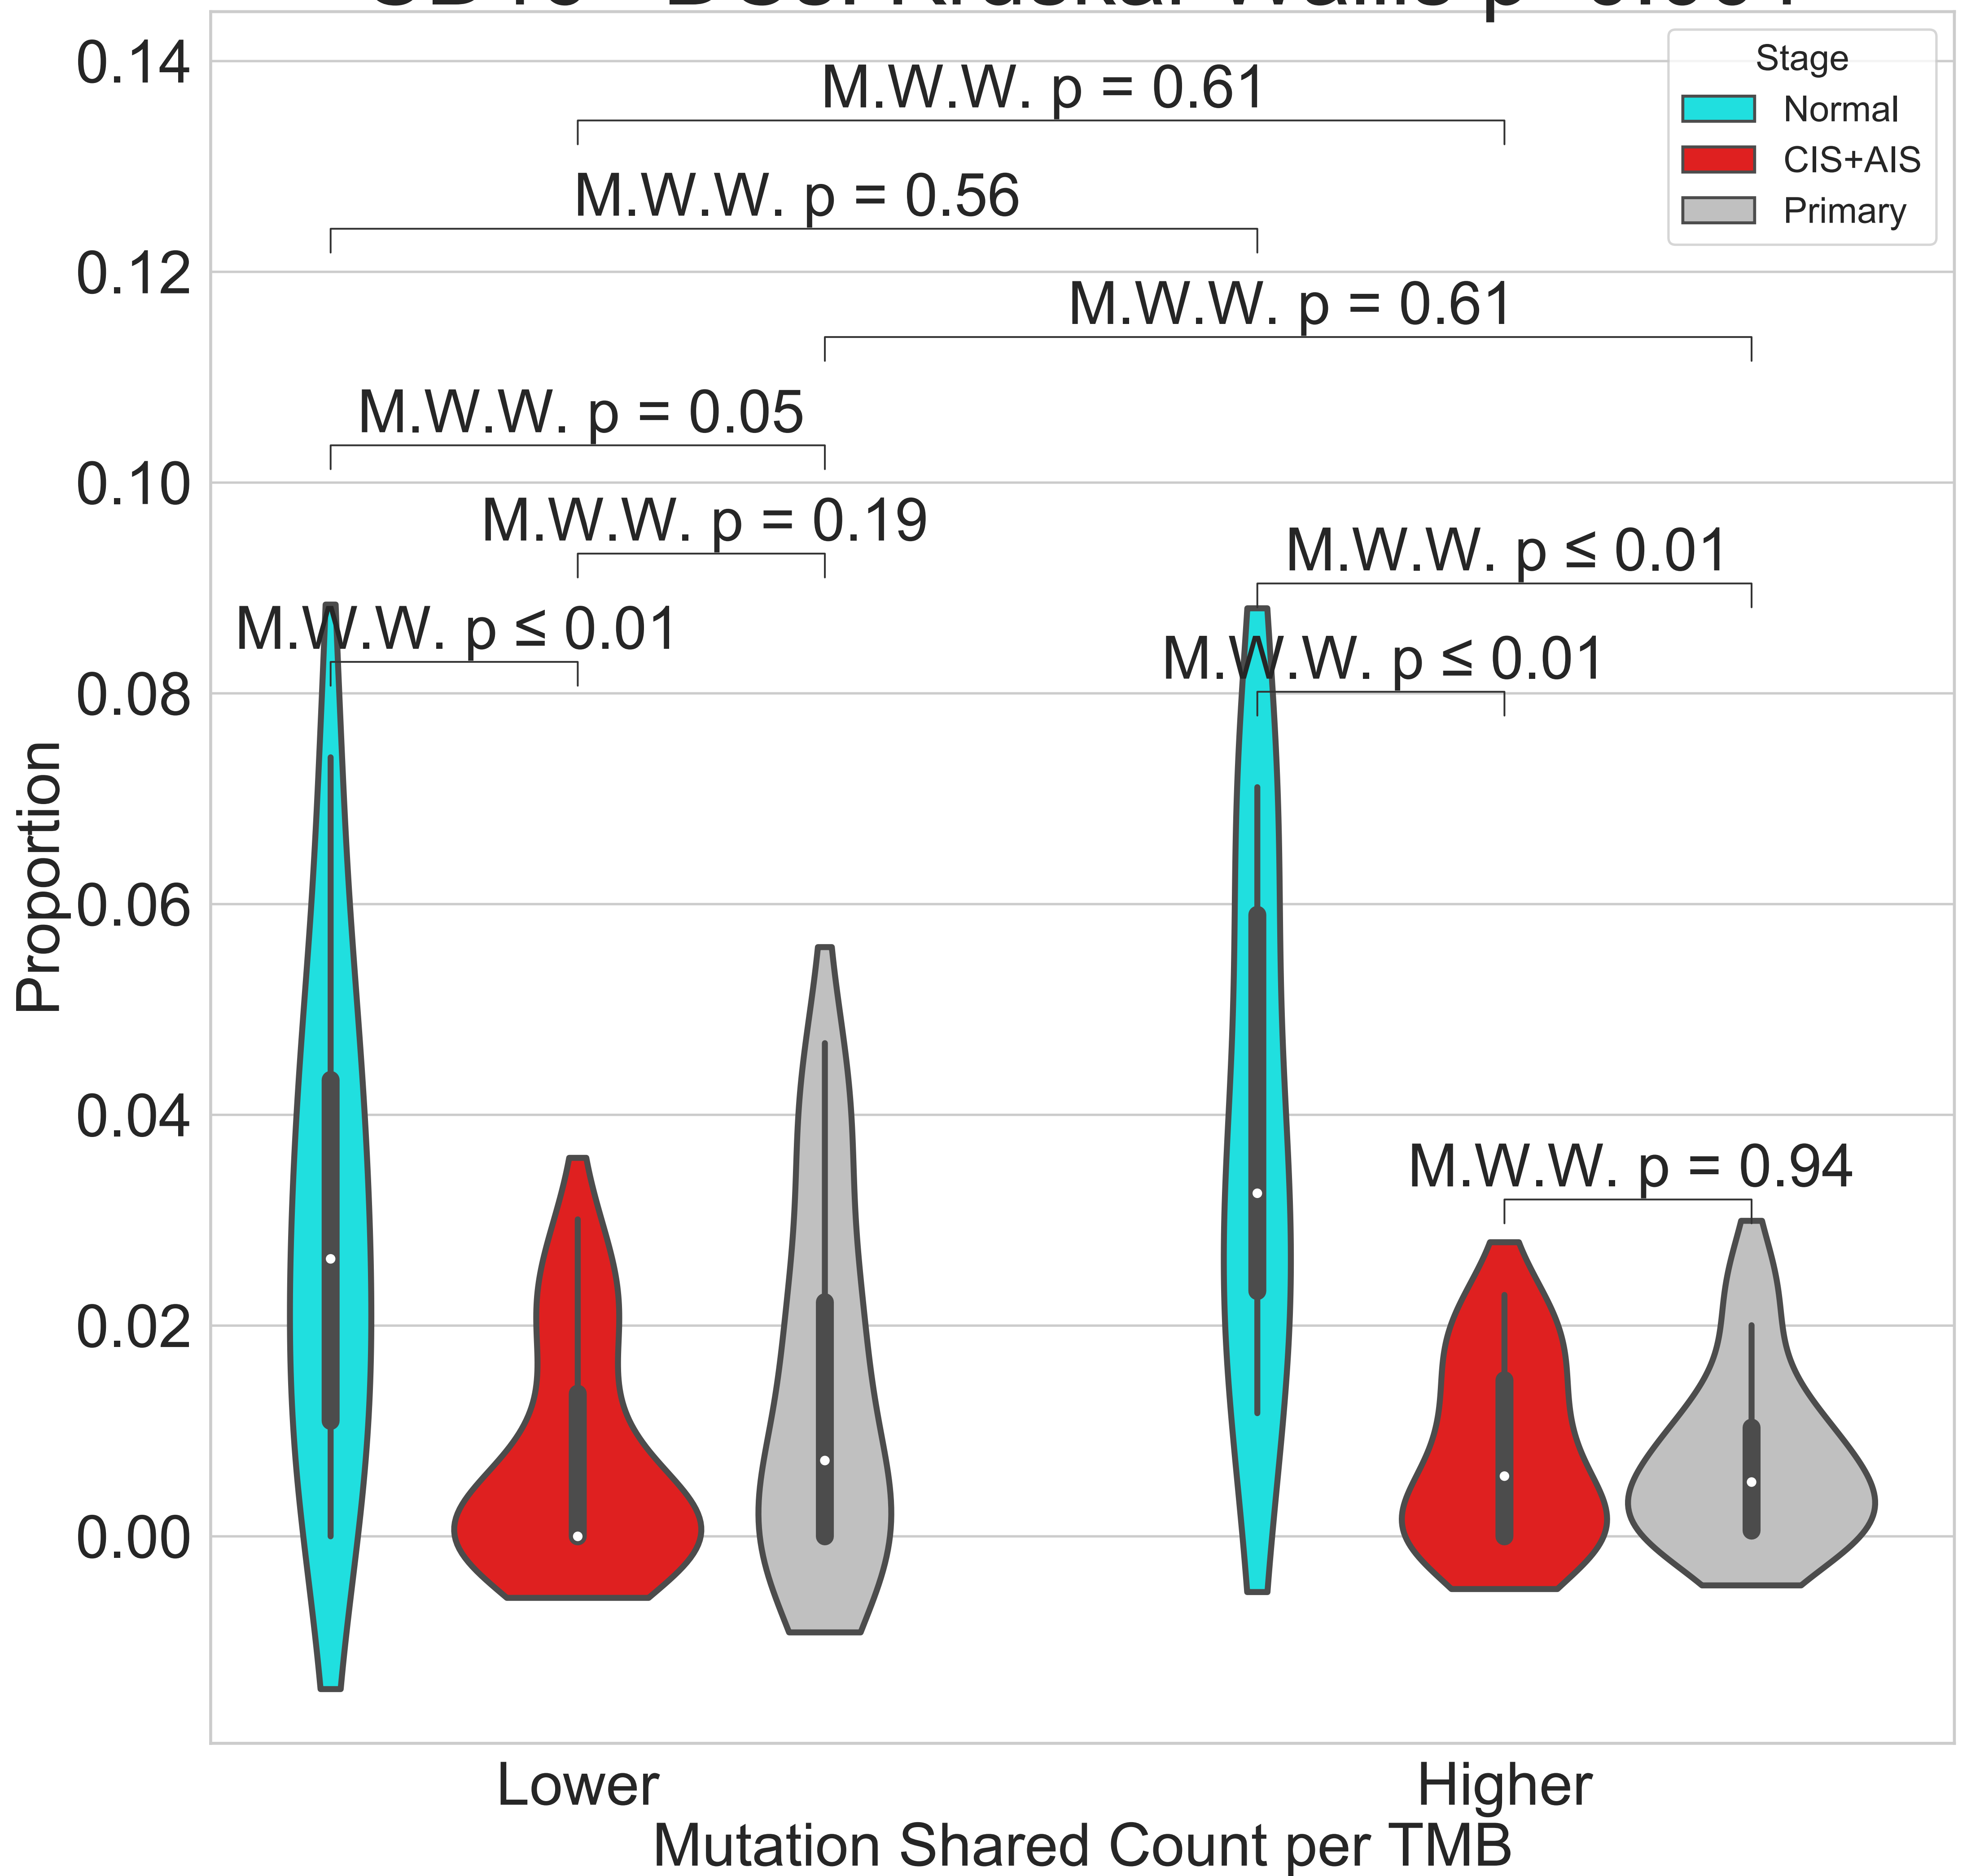 0.14
M.W.W. p = 0.61
Stage
Normal
CIS+AIS
Primary
M.W.W. p = 0.56
0.12
M.W.W. p = 0.61
M.W.W. p = 0.05
0.10
M.W.W. p = 0.19
M.W.W. p ≤ 0.01
M.W.W. p ≤ 0.01
M.W.W. p ≤ 0.01
0.08
Proportion
0.06
0.04
M.W.W. p = 0.94
0.02
0.00
Lower
Higher
Mutation Shared Count per TMB